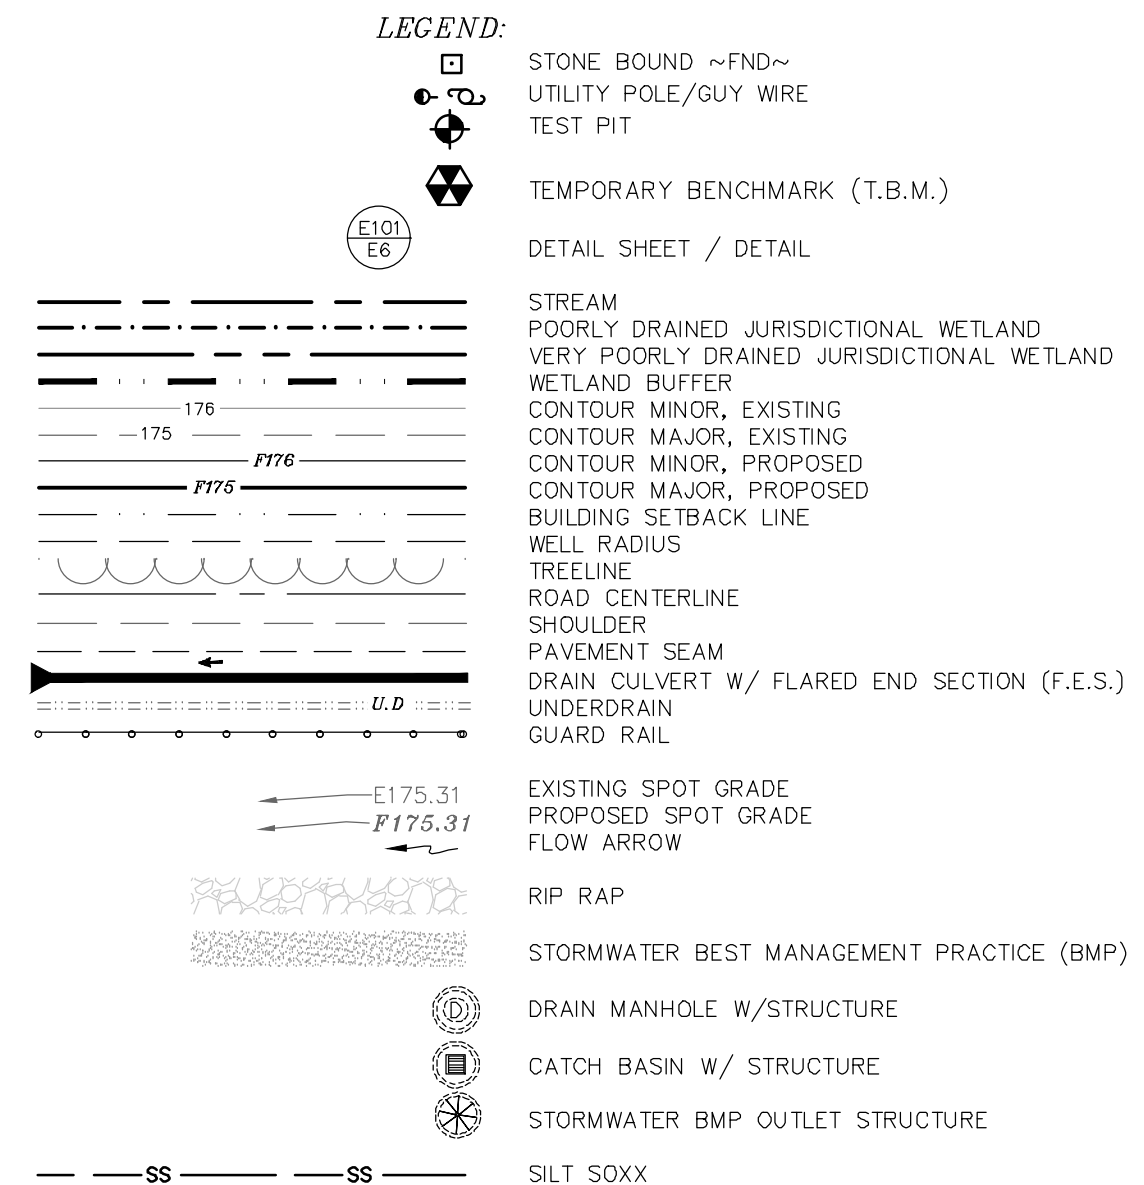 LEGEND:
STONE BOUND ~FND~
UTILITY POLE/GUY WIRE
TEST PIT
TEMPORARY BENCHMARK (T.B.M.)
E101
E6
DETAIL SHEET / DETAIL
STREAM
POORLY DRAINED JURISDICTIONAL WETLAND
VERY POORLY DRAINED JURISDICTIONAL WETLAND
WETLAND BUFFER
176 CONTOUR MINOR, EXISTING
175 CONTOUR MAJOR, EXISTING
F176 CONTOUR MINOR, PROPOSED
F175 CONTOUR MAJOR, PROPOSED
BUILDING SETBACK LINE
WELL RADIUS
TREELINE
ROAD CENTERLINE
SHOULDER
PAVEMENT SEAM
DRAIN CULVERT W/ FLARED END SECTION (F.E.S.)
U.D UNDERDRAIN
GUARD RAIL
E175.31 EXISTING SPOT GRADE
F175.31 PROPOSED SPOT GRADE
FLOW ARROW
RIP RAP
STORMWATER BEST MANAGEMENT PRACTICE (BMP)
D DRAIN MANHOLE W/STRUCTURE
CATCH BASIN W/ STRUCTURE
STORMWATER BMP OUTLET STRUCTURE
SS SS SILT SOXX